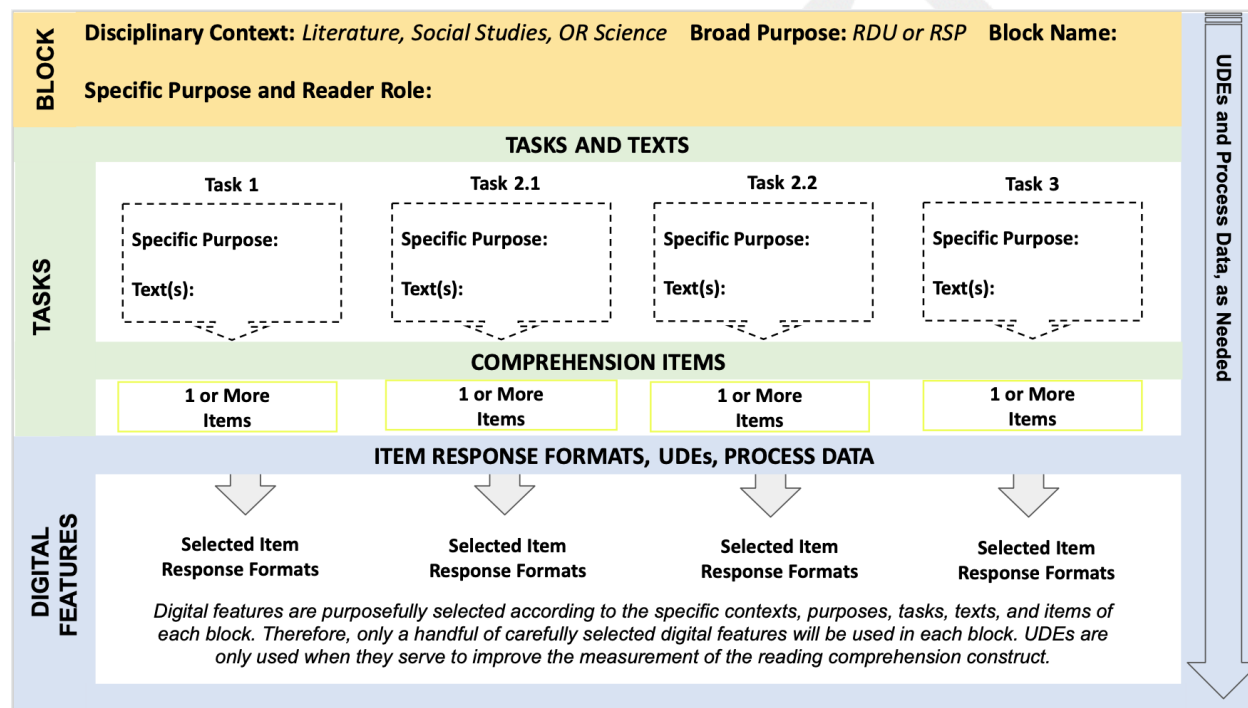 BLOCK
Disciplinary Context: Literature, Social Studies, OR Science Broad Purpose: RDU or RSP Block Name:
Specific Purpose and Reader Role:
UDEs and Process Data, as Needed
TASKS
TASKS AND TEXTS
Task 1 Task 2.1 Task 2.2 Task 3
Specific Purpose: Specific Purpose: Specific Purpose: Specific Purpose:
Text(s): Text(s): Text(s): Text(s):
COMPREHENSION ITEMS
1 or More 1 or More 1 or More 1 or More
Items Items Items Items
DIGITAL
FEATURES
ITEM RESPONSE FORMATS, UDEs, PROCESS DATA
Selected Item Selected Item Selected Item Selected Item
Response Formats Response Formats Response Formats Response Formats
Digital features are purposefully selected according to the specific contexts, purposes, tasks, texts, and items of
each block. Therefore, only a handful of carefully selected digital features will be used in each block. UDEs are
only used when they serve to improve the measurement of the reading comprehension construct.